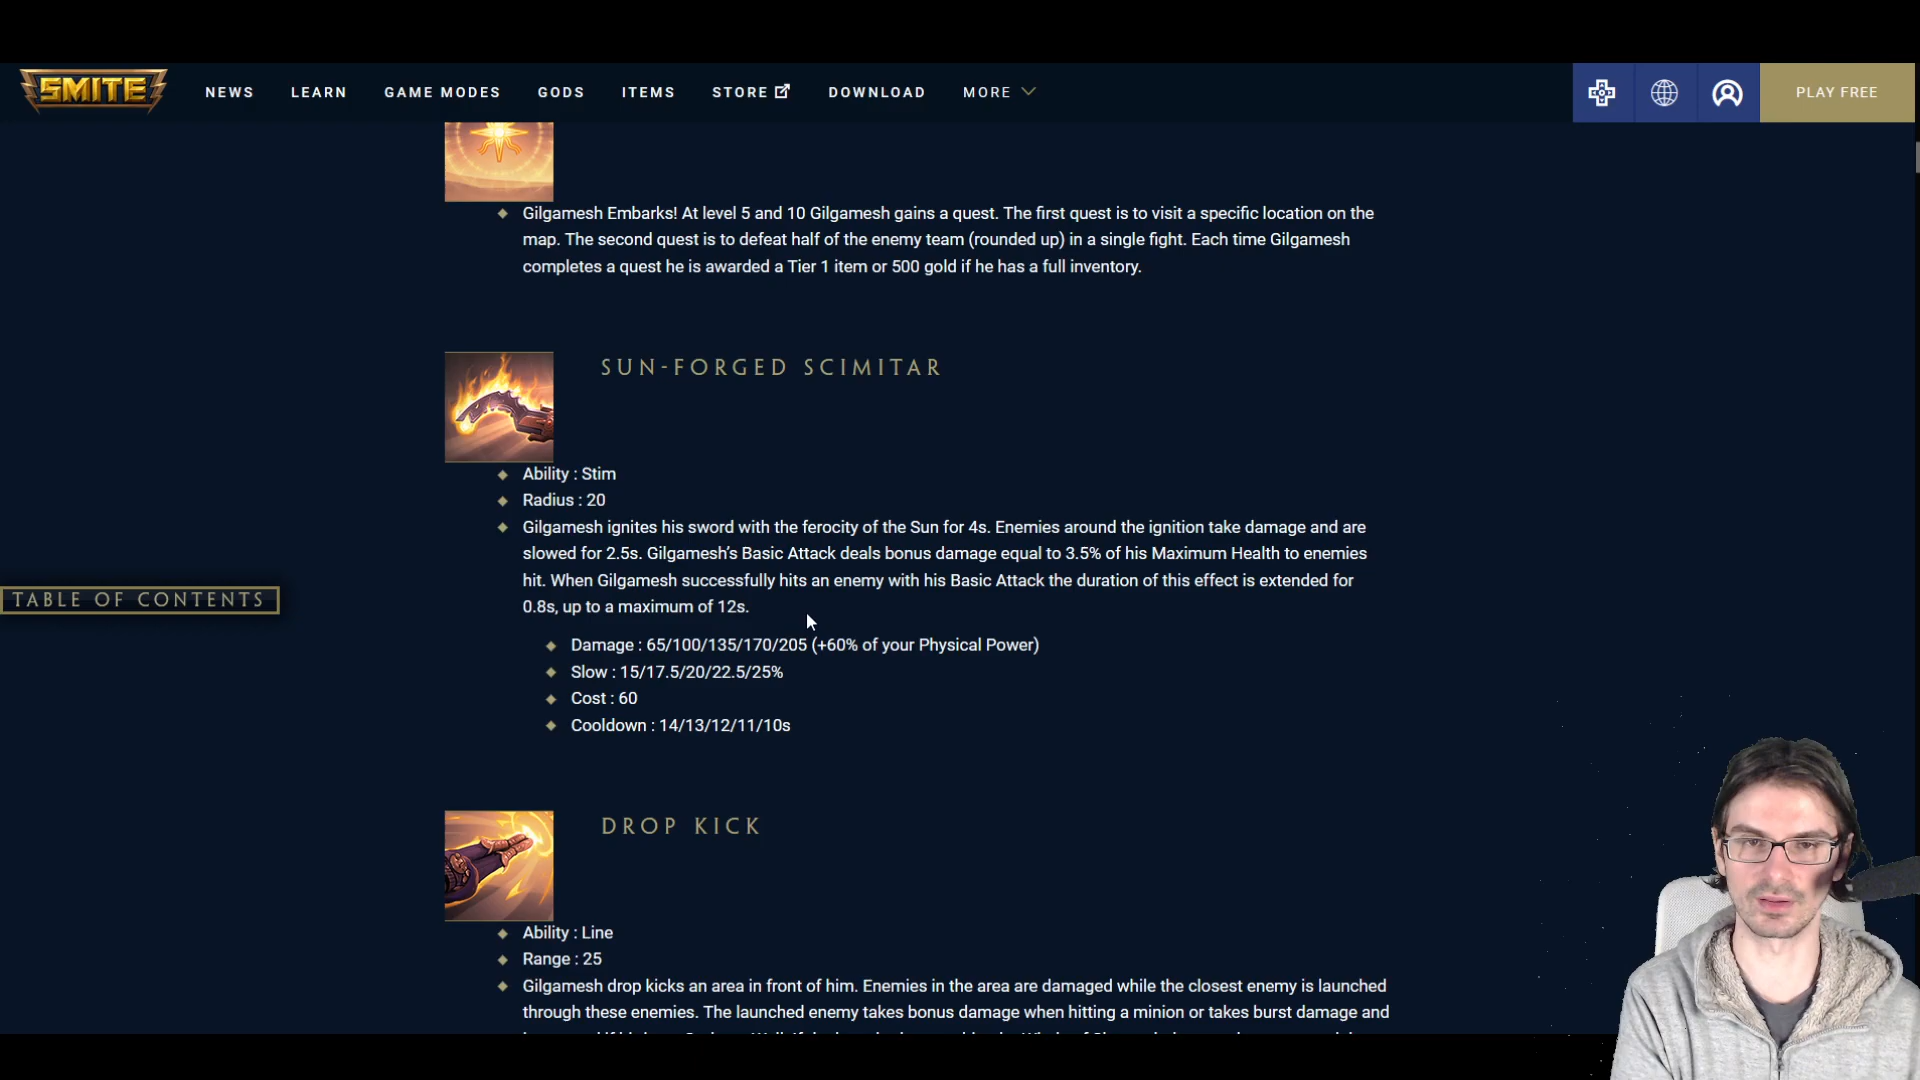 SMITE
NEWS
LEARN
GAME MODES
GODS
ITEMS
STORE
DOWNLOAD
MORE
PLAY FREE
Gilgamesh Embarks! At level 5 and 10 Gilgamesh gains a quest. The first quest is to visit a specific location on the
map. The second quest is to defeat half of the enemy team (rounded up) in a single fight. Each time Gilgamesh
completes a quest he is awarded a Tier 1 item or 500 gold if he has a full inventory.
SUN-FORGED SCIMITAR
Ability : Stim
Radius : 20
Gilgamesh ignites his sword with the ferocity of the Sun for 4s. Enemies around the ignition take damage and are
slowed for 2.5s. Gilgamesh's Basic Attack deals bonus damage equal to 3.5% of his Maximum Health to enemies
hit. When Gilgamesh successfully hits an enemy with his Basic Attack the duration of this effect is extended for
0.8s, up to a maximum of 12s.
TABLE OF CONTENTS
Damage : 65/100/135/170/205 (+60% of your Physical Power)
Slow : 15/17.5/20/22.5/25%
Cost : 60
Cooldown : 14/13/12/11/10s
DROP KICK
Ability : Line
Range : 25
Gilgamesh drop kicks an area in front of him. Enemies in the area are damaged while the closest enemy is launched
through these enemies. The launched enemy takes bonus damage when hitting a minion or takes burst damage and